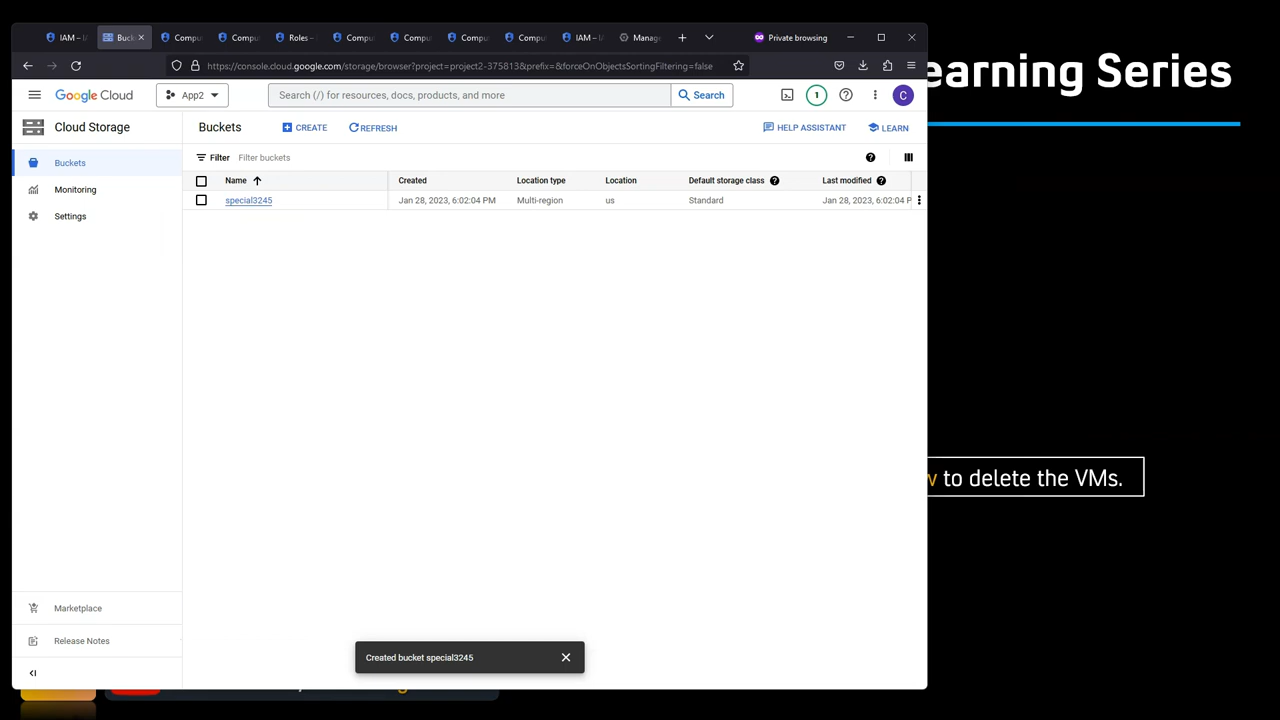 IAM – IA
Buck
Compu
Compu
Roles –
Compu
Compu
Compu
Compu
IAM – IA
Manage
Private browsing
https://console.cloud.google.com/storage/browser?project=project2-375813&prefix=&forceOnObjectsSortingFiltering=false
earning Series
Google Cloud
App2
Search (/) for resources, docs, products, and more
Search
1
C
Cloud Storage
Buckets
CREATE
REFRESH
HELP ASSISTANT
LEARN
Buckets
Monitoring
Settings
Filter
Filter buckets
Name
Created
Location type
Location
Default storage class
Last modified
special3245
Jan 28, 2023, 6:02:04 PM
Multi-region
us
Standard
Jan 28, 2023, 6:02:04 P
to delete the VMs.
Marketplace
Release Notes
Created bucket special3245